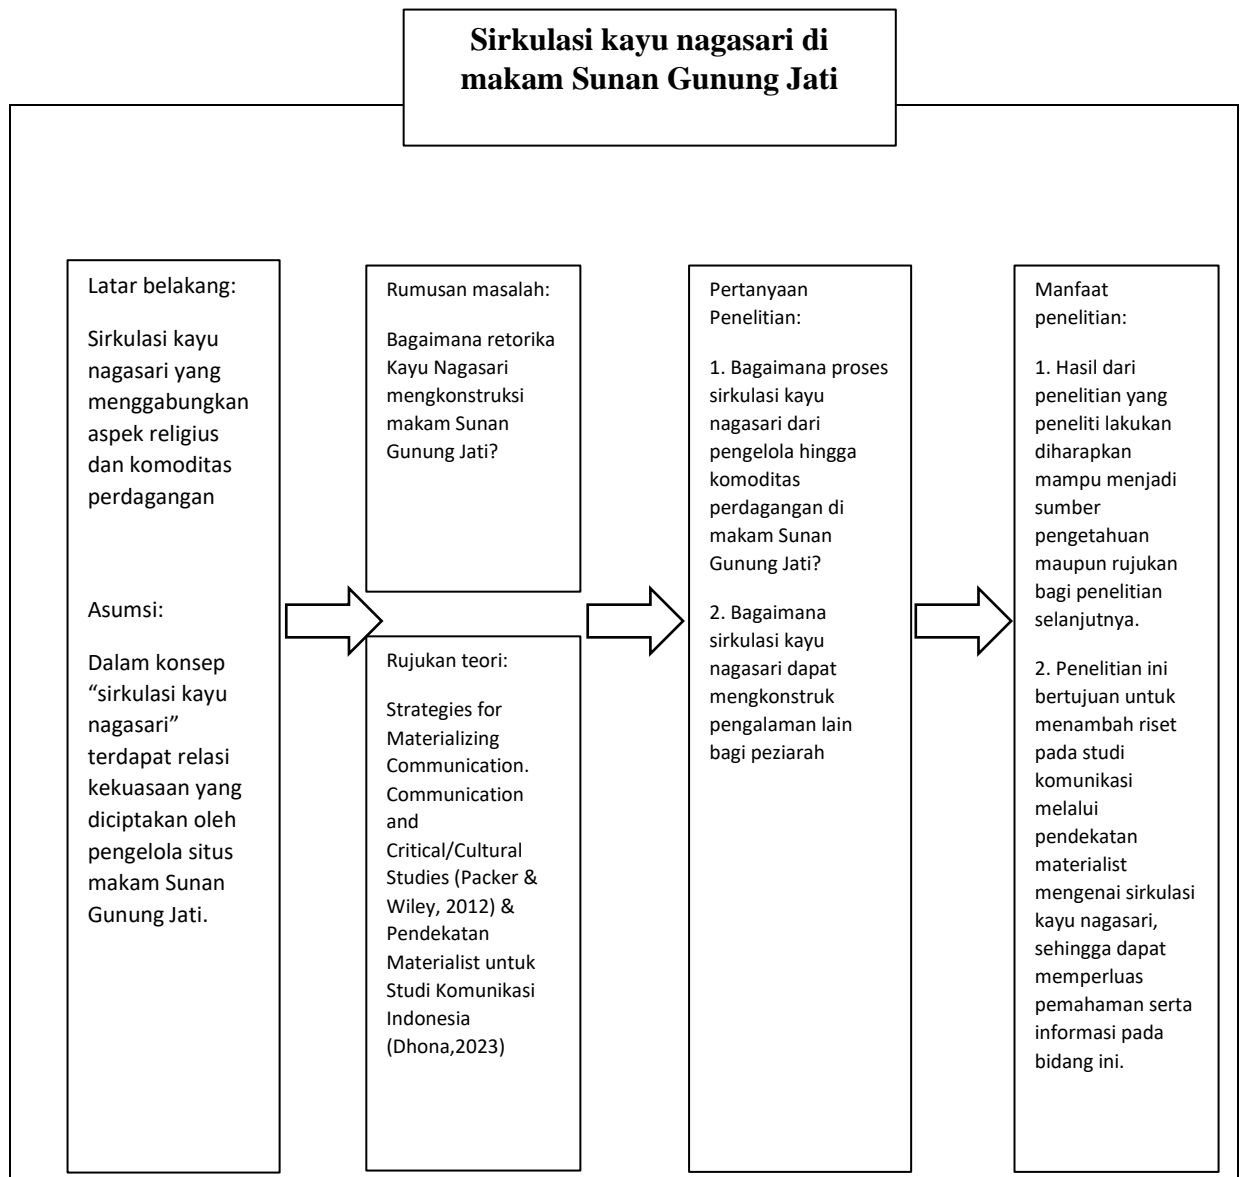 Sirkulasi kayu nagasari di
makam Sunan Gunung Jati
Latar belakang:
Sirkulasi kayu
nagasari yang
menggabungkan
aspek religius
dan komoditas
perdagangan
Asumsi:
Dalam konsep
“sirkulasi kayu
nagasari”
terdapat relasi
kekuasaan yang
diciptakan oleh
pengelola situs
makam Sunan
Gunung Jati.
Rumusan masalah:
Bagaimana retorika
Kayu Nagasari
mengkonstruksi
makam Sunan
Gunung Jati?
Rujukan teori:
Strategies for
Materializing
Communication.
Communication
and
Critical/Cultural
Studies (Packer &
Wiley, 2012) &
Pendekatan
Materialist untuk
Studi Komunikasi
Indonesia
(Dhona,2023)
Pertanyaan
Penelitian:
1. Bagaimana proses
sirkulasi kayu
nagasari dari
pengelola hingga
komoditas
perdagangan di
makam Sunan
Gunung Jati?
2. Bagaimana
sirkulasi kayu
nagasari dapat
mengkonstruk
pengalaman lain
bagi peziarah
Manfaat
penelitian:
1. Hasil dari
penelitian yang
peneliti lakukan
diharapkan
mampu menjadi
sumber
pengetahuan
maupun rujukan
bagi penelitian
selanjutnya.
2. Penelitian ini
bertujuan untuk
menambah riset
pada studi
komunikasi
melalui
pendekatan
materialist
mengenai sirkulasi
kayu nagasari,
sehingga dapat
memperluas
pemahaman serta
informasi pada
bidang ini.